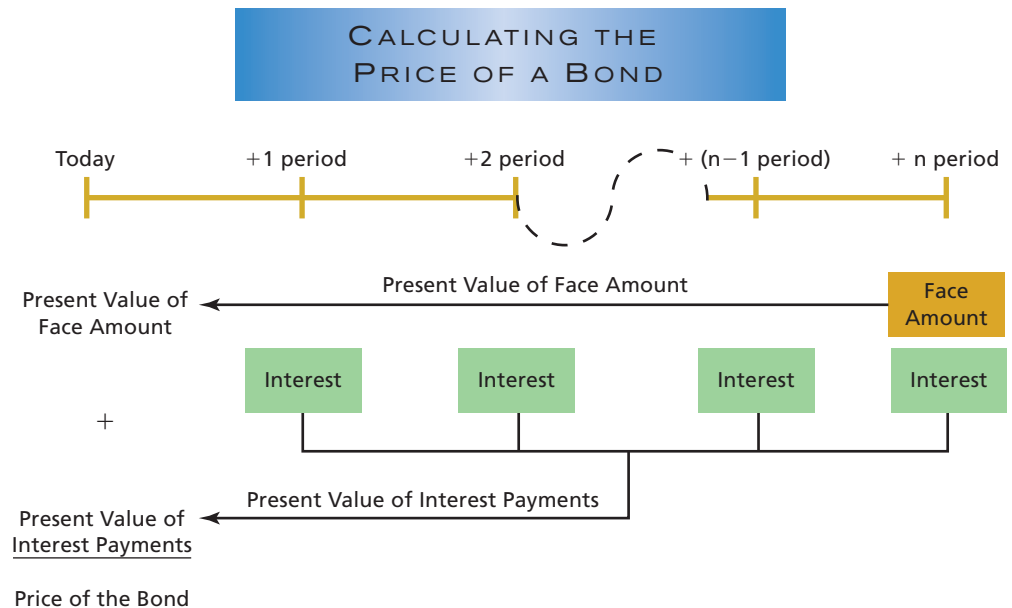 CALCULATING THE
PRICE OF A BOND
Today +1 period +2 period + (n−1 period) + n period
Present Value of Face Amount
Face
Amount
Present Value of
Face Amount
Interest Interest Interest Interest
+
Present Value of Interest Payments
Present Value of
Interest Payments
Price of the Bond